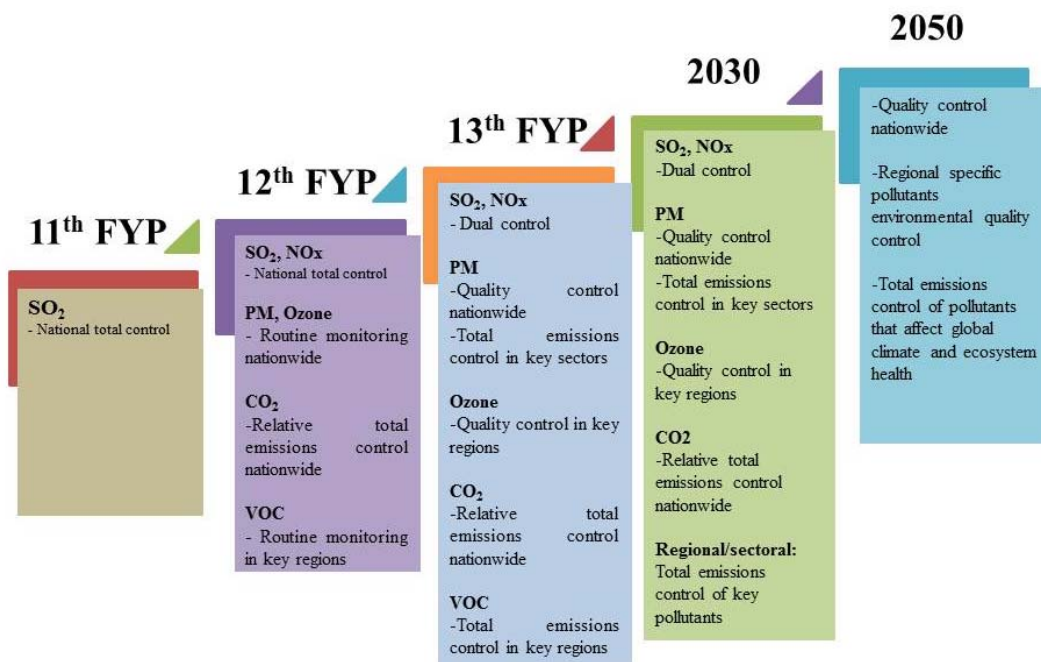 11th FYP
SO2
- National total control
12th FYP
SO2, NOx
- National total control
PM, Ozone
- Routine monitoring
nationwide
CO2
-Relative total
emissions control
nationwide
VOC
- Routine monitoring
in key regions
13th FYP
SO2, NOx
- Dual control
PM
-Quality control
nationwide
-Total emissions
control in key sectors
Ozone
-Quality control in key
regions
CO2
-Relative total
emissions control
nationwide
VOC
-Total emissions
control in key regions
2030
SO2, NOx
-Dual control
PM
-Quality control
nationwide
-Total emissions
control in key sectors
Ozone
-Quality control in
key regions
CO2
-Relative total
emissions control
nationwide
Regional/sectoral:
Total emissions
control of key
pollutants
2050
-Quality control
nationwide
-Regional specific
pollutants
environmental quality
control
-Total emissions
control of pollutants
that affect global
climate and ecosystem
health